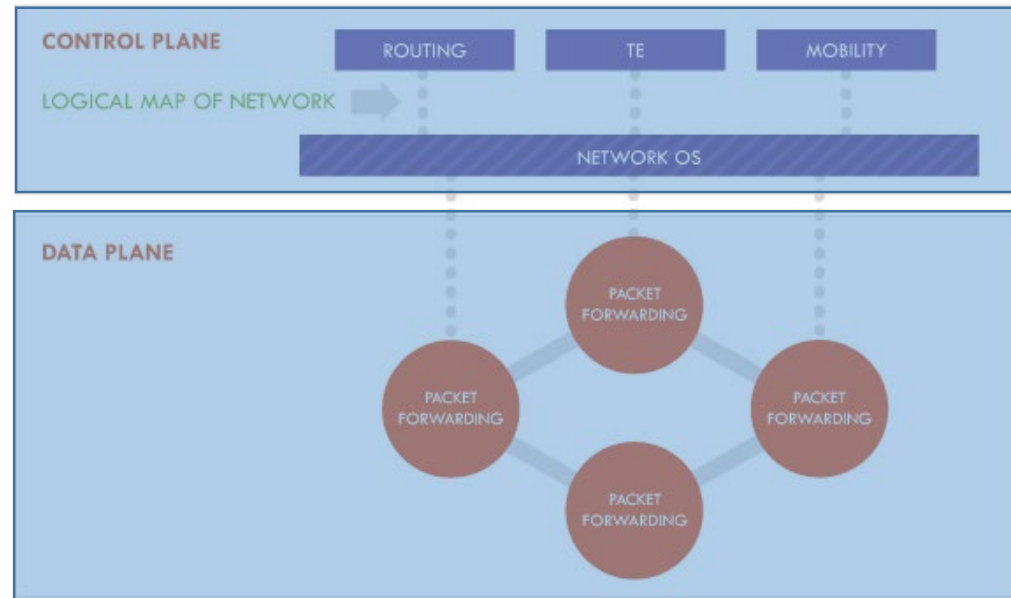 CONTROL PLANE
ROUTING
TE
MOBILITY
LOGICAL MAP OF NETWORK
NETWORK OS
DATA PLANE
PACKET
FORWARDING
PACKET
FORWARDING
PACKET
FORWARDING
PACKET
FORWARDING